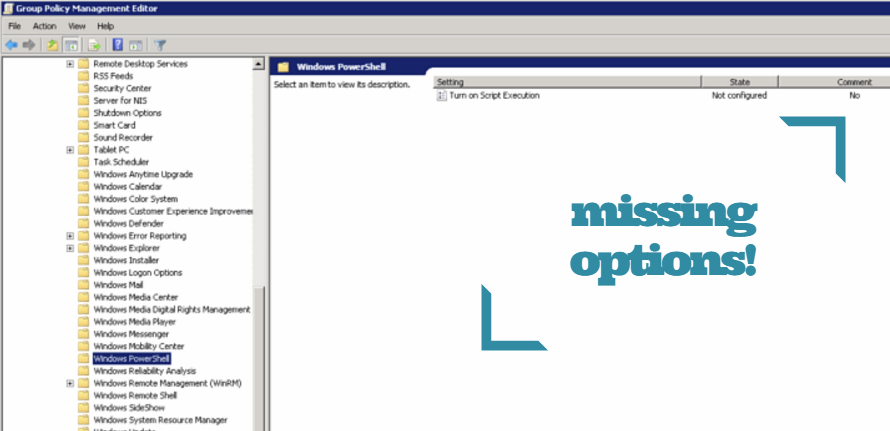 Group Policy Management Editor
File Action View Help
Remote Desktop Services
RSS Feeds
Security Center
Server for NIS
Shutdown Options
Smart Card
Sound Recorder
Tablet PC
Task Scheduler
Windows Anytime Upgrade
Windows Calendar
Windows Color System
Windows Customer Experience Improvemen
Windows Defender
Windows Error Reporting
Windows Explorer
Windows Installer
Windows Logon Options
Windows Mail
Windows Media Center
Windows Media Digital Rights Management
Windows Media Player
Windows Messenger
Windows Mobility Center
Windows PowerShell
Windows Reliability Analysis
Windows Remote Management (WinRM)
Windows Remote Shell
Windows SideShow
Windows System Resource Manager
Windows Update
Windows PowerShell
Select an item to view its description.
Setting State Comment
Turn on Script Execution Not configured No
missing
options!